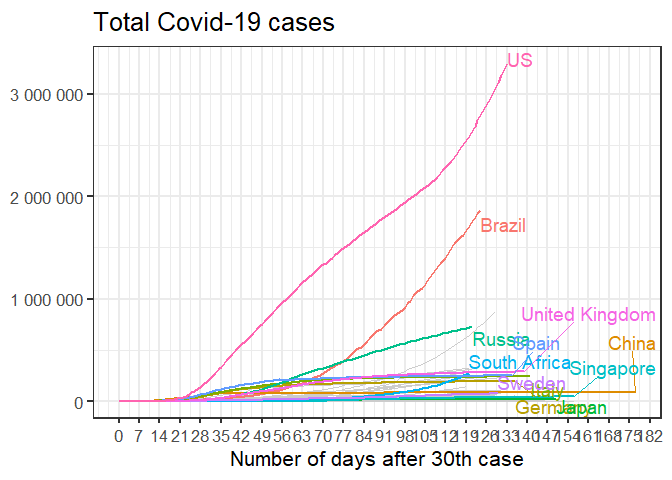 Total Covid-19 cases
3 000 000
2 000 000
1 000 000
0
US
Brazil
United Kingdom
Russia
Spain
China
South Africa
Singapore
Sweden
Italy
Germany
Japan
0 7 14 21 28 35 42 49 56 63 70 77 84 91 98 105 112 119 126 133 140 147 154 161 168 175 182
Number of days after 30th case